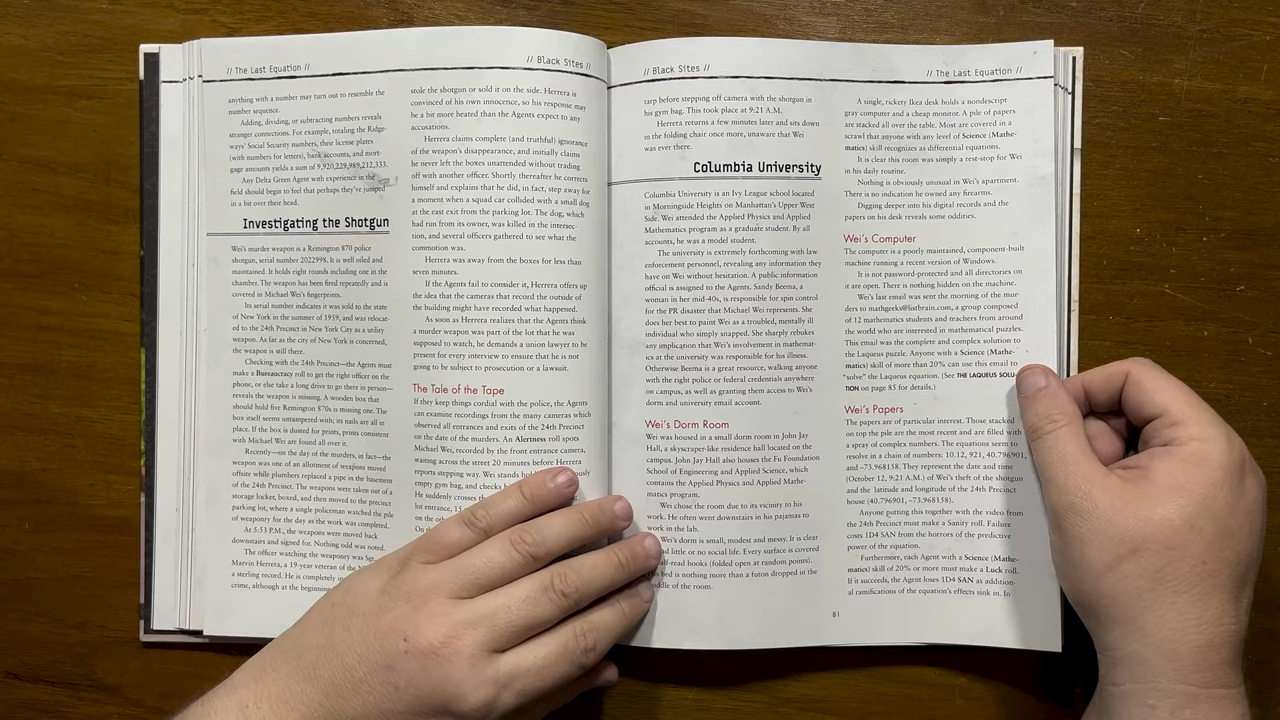 // The Last Equation //
// Black Sites //
anything with a number may turn out to resemble the
number sequence.
Adding, dividing, or subtracting numbers reveals
stranger connections. For example, totaling the Ridge-
ways' Social Security numbers, their license plates
(with numbers for letters), bank accounts, and mort-
gage amounts yields a sum of 9,920,229,989,212,333.
Any Delta Green Agent with experience in the
field should begin to feel that perhaps they've jumped
in a bit over their head.
Investigating the Shotgun
Wei's murder weapon is a Remington 870 police
shotgun, serial number 2022998. It is well oiled and
maintained. It holds eight rounds including one in the
chamber. The weapon has been fired repeatedly and is
covered in Michael Wei's fingerprints.
Its serial number indicates it was sold to the state
of New York in the summer of 1959, and was relocat-
ed to the 24th Precinct in New York City as a utility
weapon. As far as the city of New York is concerned,
the weapon is still there.
Checking with the 24th Precinct—the Agents must
make a Bureaucracy roll to get the right officer on the
phone, or else take a long drive to go there in person—
reveals the weapon is missing. A wooden box that
should hold five Remington 870s is missing one. The
box itself seems untampered with; its nails are all in
place. If the box is dusted for prints, prints consistent
with Michael Wei are found all over it.
Recently—on the day of the murders, in fact—the
weapon was one of an allotment of weapons moved
offsite while plumbers replaced a pipe in the basement
of the 24th Precinct. The weapons were taken out of a
storage locker, boxed, and then moved to the precinct
parking lot, where a single policeman watched the pile
of weaponry for the day as the work was completed.
At 5:53 P.M., the weapons were moved back
downstairs and signed for. Nothing odd was noted.
The officer watching the weaponry was Sgt.
Marvin Herrera, a 19-year veteran of the
a sterling record. He is completely
crime, although at the beginning
stole the shotgun or sold it on the side. Herrera is
convinced of his own innocence, so his response may
be a bit more heated than the Agents expect to any
accusations.
Herrera claims complete (and truthful) ignorance
of the weapon's disappearance, and initially claims
he never left the boxes unattended without trading
off with another officer. Shortly thereafter he corrects
himself and explains that he did, in fact, step away for
a moment when a squad car collided with a small dog
at the east exit from the parking lot. The dog, which
had run from its owner, was killed in the intersec-
tion, and several officers gathered to see what the
commotion was.
Herrera was away from the boxes for less than
seven minutes.
If the Agents fail to consider it, Herrera offers up
the idea that the cameras that record the outside of
the building might have recorded what happened.
As soon as Herrera realizes that the Agents think
a murder weapon was part of the lot that he was
supposed to watch, he demands a union lawyer to be
present for every interview to ensure that he is not
going to be subject to prosecution or a lawsuit.
The Tale of the Tape
If they keep things cordial with the police, the Agents
can examine recordings from the many cameras which
observed all entrances and exits of the 24th Precinct
on the date of the murders. An Alertness roll spots
Michael Wei, recorded by the front entrance camera,
waiting across the street 20 minutes before Herrera
reports stepping away. Wei stands
empty gym bag, and checks
He suddenly crosses the
lot entrance, 15
on the
On th
// Black Sites //
// The Last Equation //
tarp before stepping off camera with the shotgun in
his gym bag. This took place at 9:21 A.M.
Herrera returns a few minutes later and sits down
in the folding chair once more, unaware that Wei
was ever there.
Columbia University
Columbia University is an Ivy League school located
in Morningside Heights on Manhattan's Upper West
Side. Wei attended the Applied Physics and Applied
Mathematics program as a graduate student. By all
accounts, he was a model student.
The university is extremely forthcoming with law
enforcement personnel, revealing any information they
have on Wei without hesitation. A public information
official is assigned to the Agents. Sandy Beema, a
woman in her mid-40s, is responsible for spin control
for the PR disaster that Michael Wei represents. She
does her best to paint Wei as a troubled, mentally ill
individual who simply snapped. She sharply rebukes
any implication that Wei's involvement in mathemat-
ics at the university was responsible for his illness.
Otherwise Beema is a great resource, walking anyone
with the right police or federal credentials anywhere
on campus, as well as granting them access to Wei's
dorm and university email account.
Wei's Dorm Room
Wei was housed in a small dorm room in John Jay
Hall, a skyscraper-like residence hall located on the
campus. John Jay Hall also houses the Fu Foundation
School of Engineering and Applied Science, which
contains the Applied Physics and Applied Mathe-
matics program.
Wei chose the room due to its vicinity to his
work. He often went downstairs in his pajamas to
work in the lab.
Wei's dorm is small, modest and messy. It is clear
had little or no social life. Every surface is covered
half-read books (folded open at random points).
bed is nothing more than a futon dropped in the
middle of the room.
A single, rickety Ikea desk holds a nondescript
gray computer and a cheap monitor. A pile of papers
are stacked all over the table. Most are covered in a
scrawl that anyone with any level of Science (Mathe-
matics) skill recognizes as differential equations.
It is clear this room was simply a rest-stop for Wei
in his daily routine.
Nothing is obviously unusual in Wei's apartment.
There is no indication he owned any firearms.
Digging deeper into his digital records and the
papers on his desk reveals some oddities.
Wei's Computer
The computer is a poorly maintained, component-built
machine running a recent version of Windows.
It is not password-protected and all directories on
it are open. There is nothing hidden on the machine.
Wei's last email was sent the morning of the mur-
ders to mathgeeks@listbrain.com, a group composed
of 12 mathematics students and teachers from around
the world who are interested in mathematical puzzles.
This email was the complete and complex solution to
the Laqueus puzzle. Anyone with a Science (Mathe-
matics) skill of more than 20% can use this email to
"solve" the Laqueus equation. (See THE LAQUEUS SOLU-
TION on page 85 for details.)
Wei's Papers
The papers are of particular interest. Those stacked
on top the pile are the most recent and are filled with
a spray of complex numbers. The equations seem to
resolve in a chain of numbers: 10.12, 921, 40.796901,
and -73.968158. They represent the date and time
(October 12, 9:21 A.M.) of Wei's theft of the shotgun
and the latitude and longitude of the 24th Precinct
house (40.796901, -73.968158).
Anyone putting this together with the video from
the 24th Precinct must make a Sanity roll. Failure
costs 1D4 SAN from the horrors of the predictive
power of the equation.
Furthermore, each Agent with a Science (Mathe-
matics) skill of 20% or more must make a Luck roll.
If it succeeds, the Agent loses 1D4 SAN as addition-
al ramifications of the equation's effects sink in. In
81